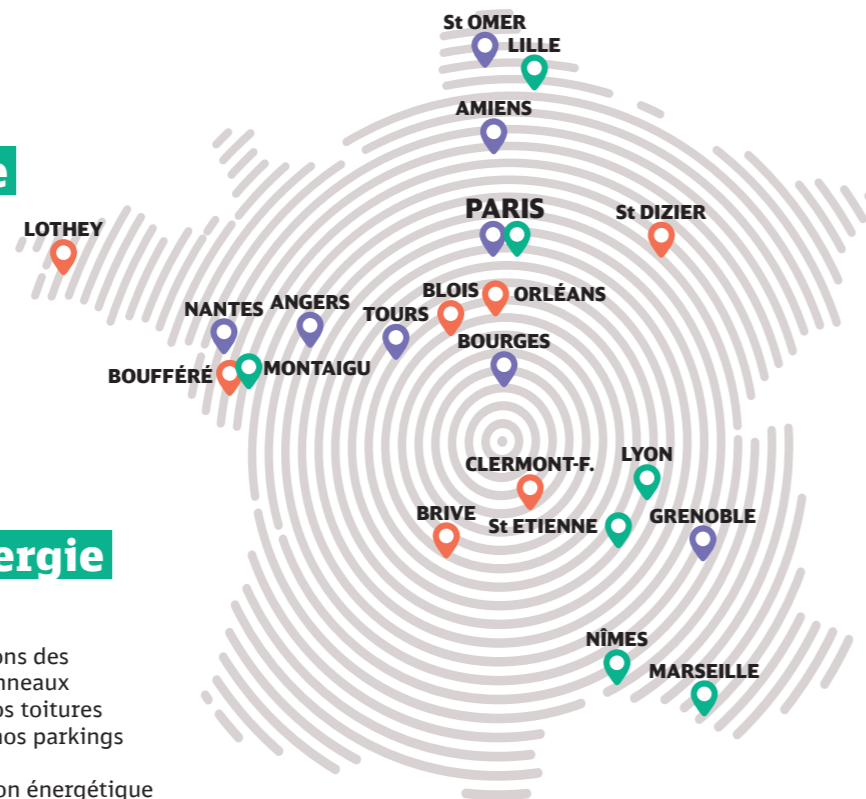 St OMER
LILLE
AMIENS
e
PARIS
St DIZIER
LOTHEY
BLOIS
ORLÉANS
NANTES
ANGERS
TOURS
BOURGES
BOUFFÉRÉ
MONTAIGU
CLERMONT-F.
LYON
BRIVE
St ETIENNE
GRENOBLE
ergie
NÎMES
MARSEILLE
ons des
nneaux
os toitures
nos parkings
on énergétique